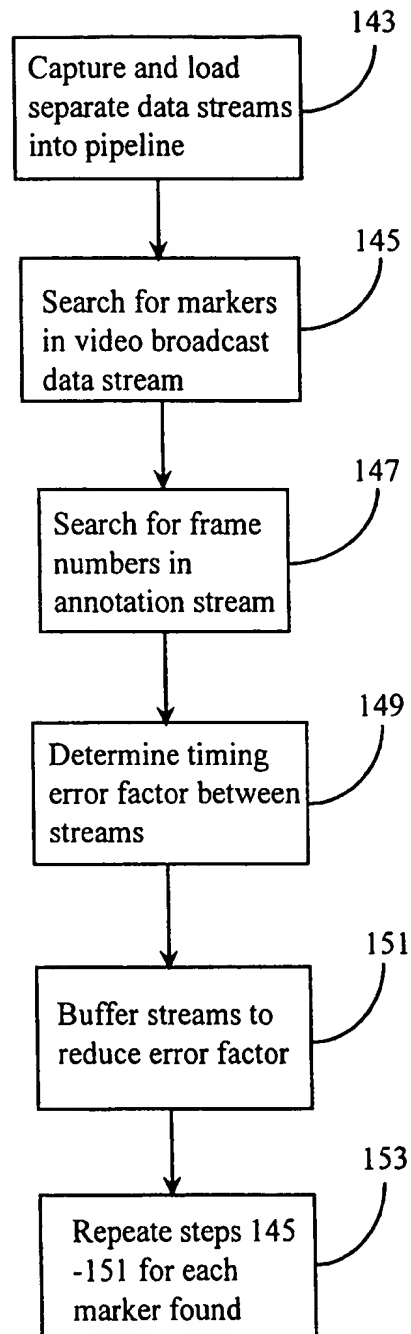 143
Capture and load
separate data streams
into pipeline
145
Search for markers
in video broadcast
data stream
147
Search for frame
numbers in
annotation stream
149
Determine timing
error factor between
streams
151
Buffer streams to
reduce error factor
153
Repeate steps 145
-151 for each
marker found